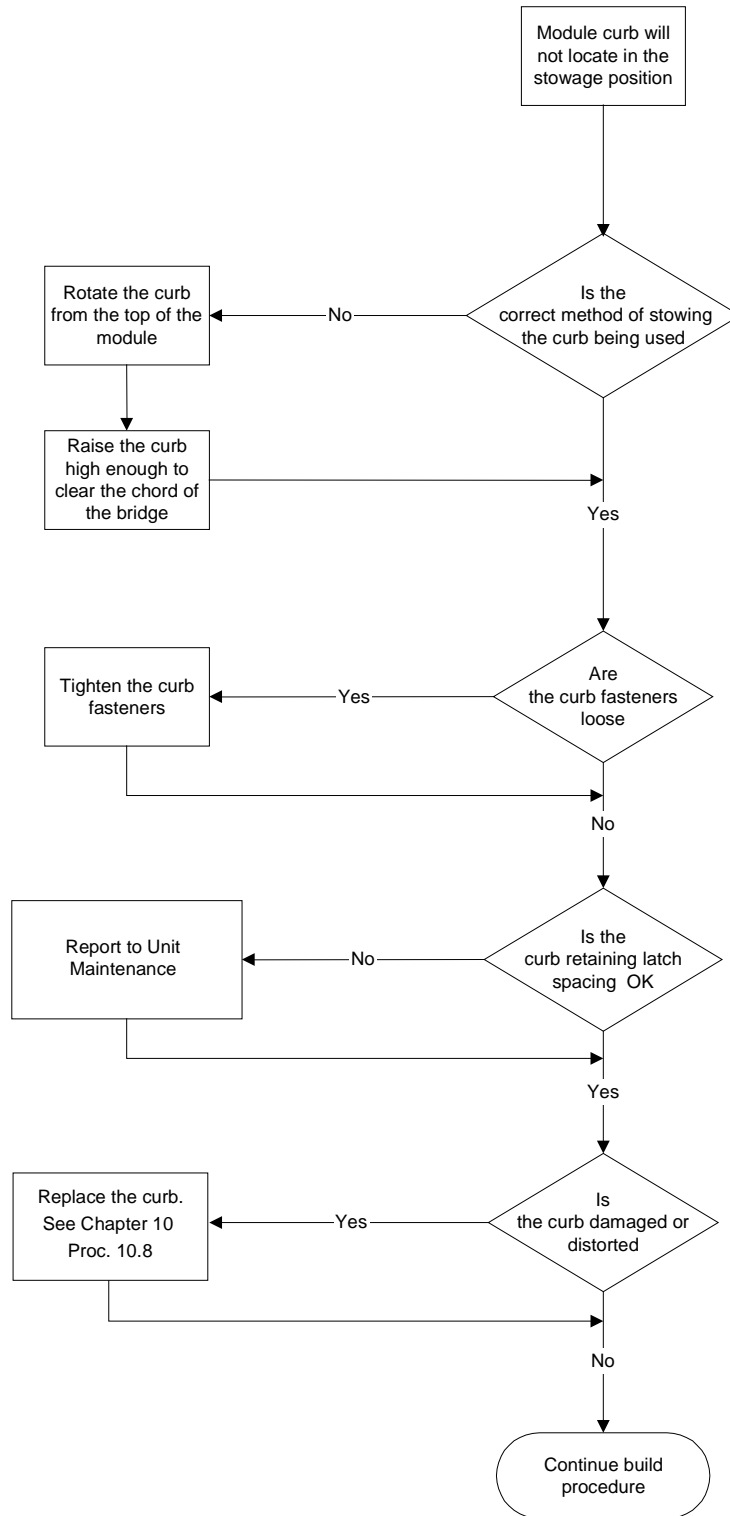 Module curb will
not locate in the
stowage position
Is the
correct method of stowing
the curb being used
No
Rotate the curb
from the top of the
module
Raise the curb
high enough to
clear the chord of
the bridge
Yes
Are
the curb fasteners
loose
Yes
Tighten the curb
fasteners
No
Is the
curb retaining latch
spacing OK
No
Report to Unit
Maintenance
Yes
Is
the curb damaged or
distorted
Yes
Replace the curb.
See Chapter 10
Proc. 10.8
No
Continue build
procedure